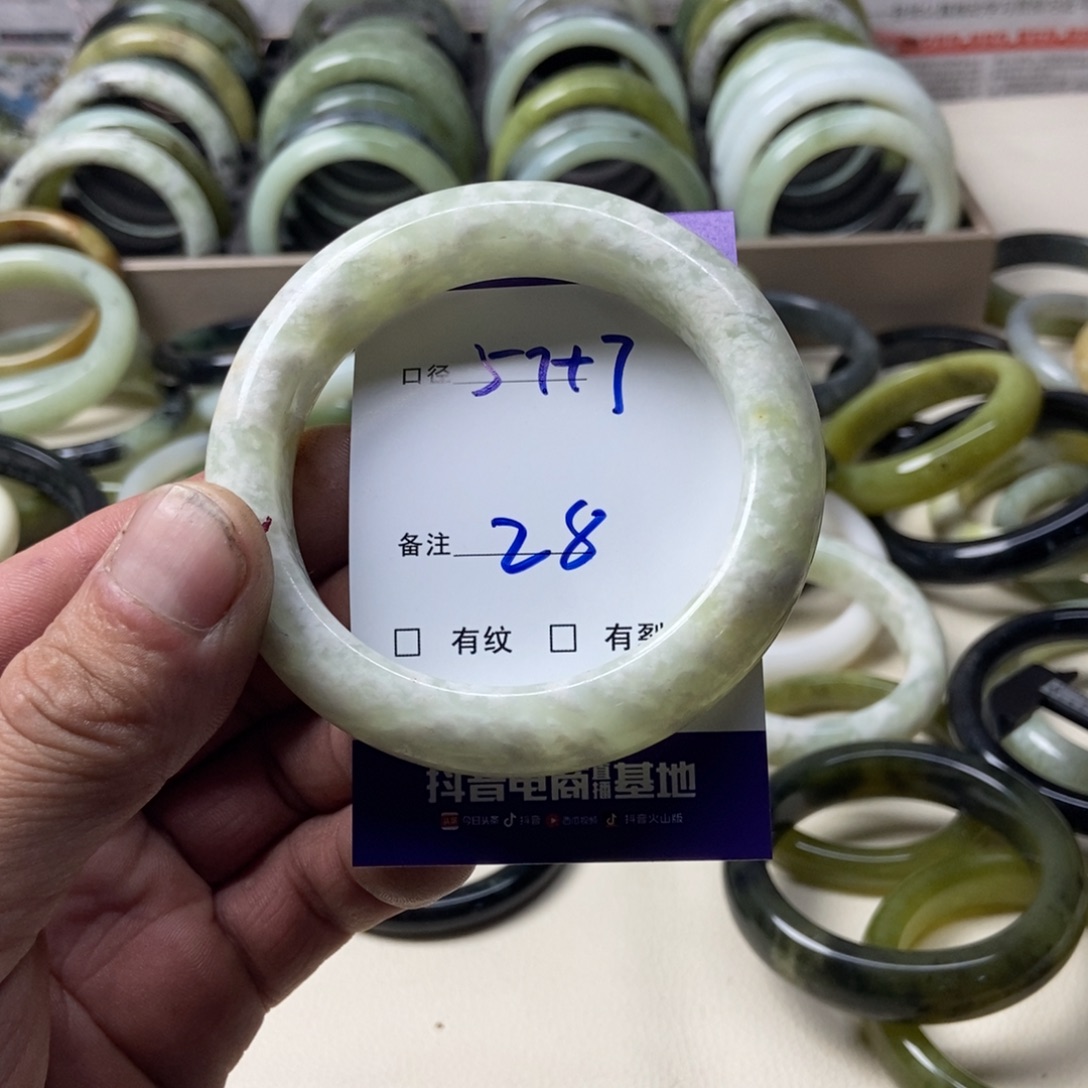 口径 57+7
备注 28
□ 有纹 □ 有裂
抖音电商直播基地
今日头条 抖音 西瓜视频 抖音火山版